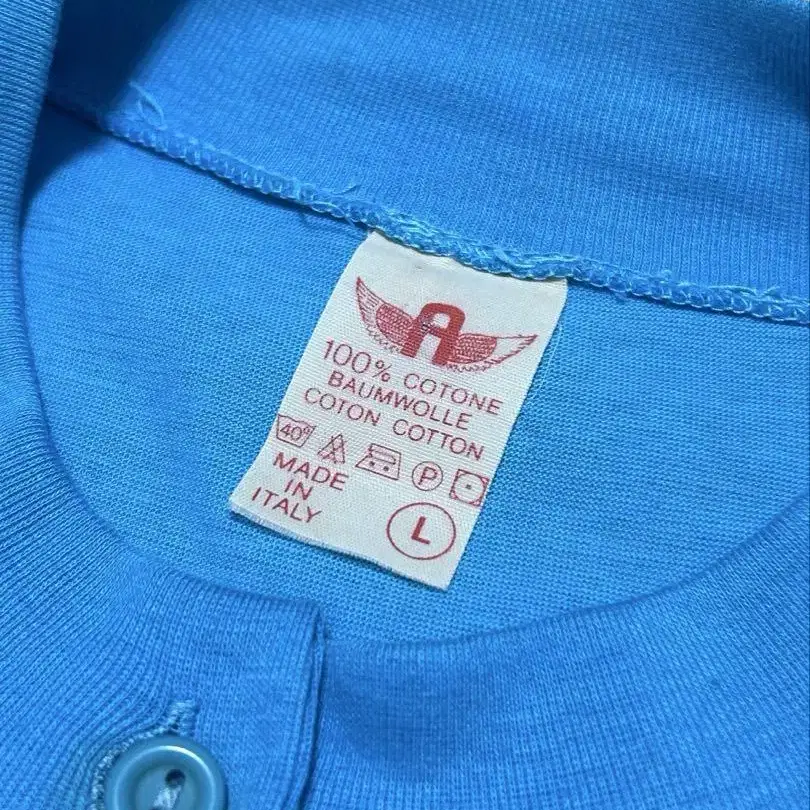 A
100% COTONE
BAUMWOLLE
COTON COTTON
40° P
MADE
IN
ITALY
L